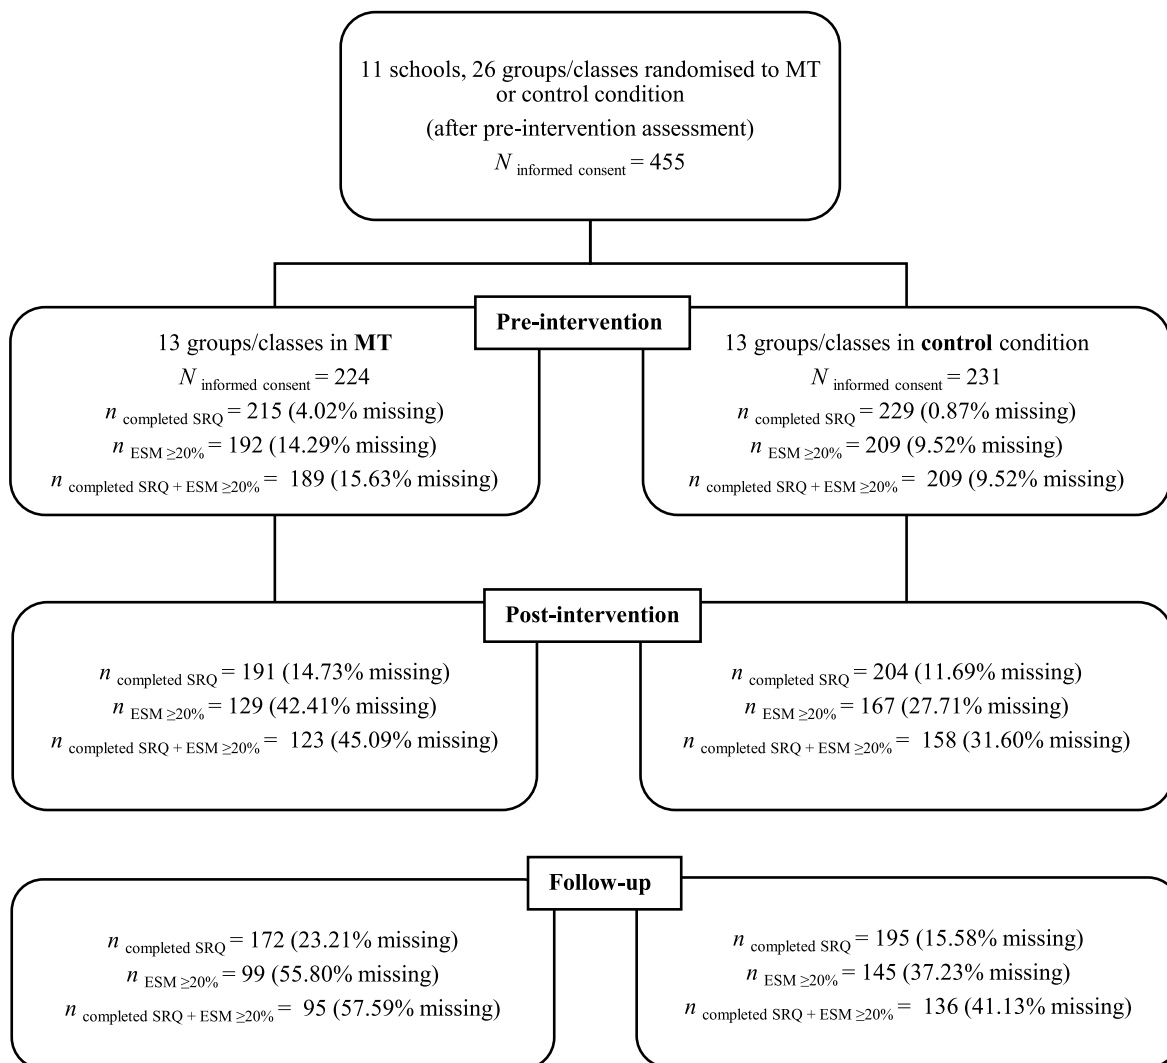 11 schools, 26 groups/classes randomised to MT
or control condition
(after pre-intervention assessment)
N informed consent = 455
Pre-intervention
13 groups/classes in MT
N informed consent = 224
n completed SRQ = 215 (4.02% missing)
n ESM ≥20% = 192 (14.29% missing)
n completed SRQ + ESM ≥20% = 189 (15.63% missing)
13 groups/classes in control condition
N informed consent = 231
n completed SRQ = 229 (0.87% missing)
n ESM ≥20% = 209 (9.52% missing)
n completed SRQ + ESM ≥20% = 209 (9.52% missing)
Post-intervention
n completed SRQ = 191 (14.73% missing)
n ESM ≥20% = 129 (42.41% missing)
n completed SRQ + ESM ≥20% = 123 (45.09% missing)
n completed SRQ = 204 (11.69% missing)
n ESM ≥20% = 167 (27.71% missing)
n completed SRQ + ESM ≥20% = 158 (31.60% missing)
Follow-up
n completed SRQ = 172 (23.21% missing)
n ESM ≥20% = 99 (55.80% missing)
n completed SRQ + ESM ≥20% = 95 (57.59% missing)
n completed SRQ = 195 (15.58% missing)
n ESM ≥20% = 145 (37.23% missing)
n completed SRQ + ESM ≥20% = 136 (41.13% missing)